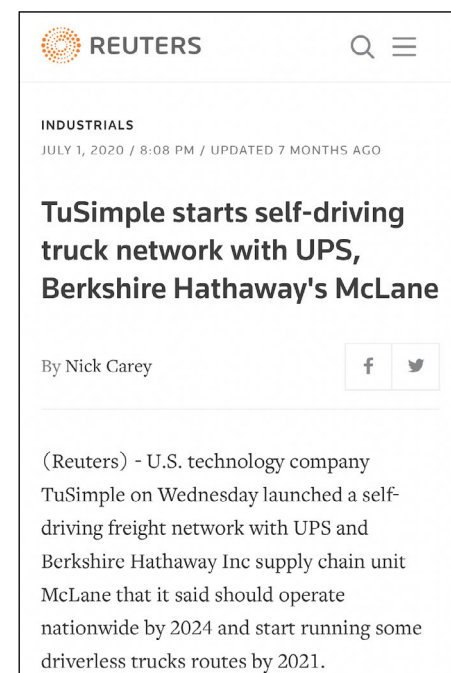 REUTERS
INDUSTRIALS
JULY 1, 2020 / 8:08 PM / UPDATED 7 MONTHS AGO
TuSimple starts self-driving
truck network with UPS,
Berkshire Hathaway's McLane
By Nick Carey
(Reuters) - U.S. technology company
TuSimple on Wednesday launched a self-
driving freight network with UPS and
Berkshire Hathaway Inc supply chain unit
McLane that it said should operate
nationwide by 2024 and start running some
driverless trucks routes by 2021.